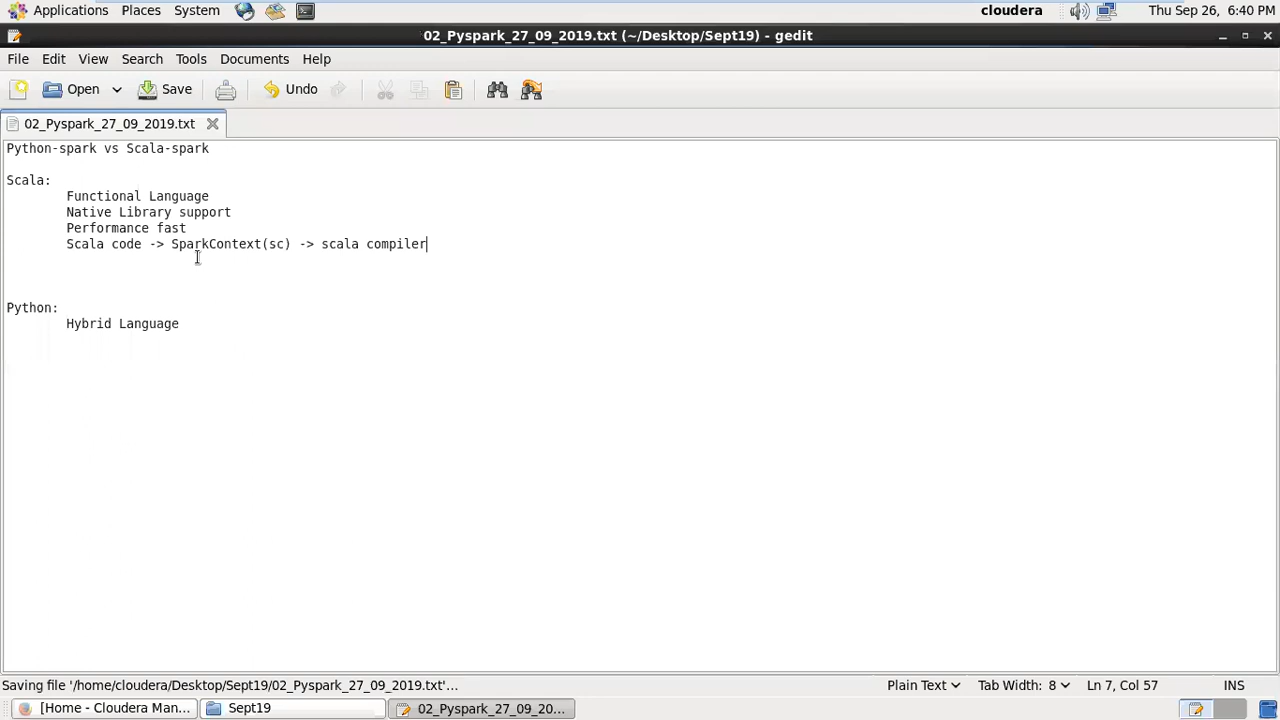 Applications Places System cloudera Thu Sep 26, 6:40 PM
02_Pyspark_27_09_2019.txt (~/Desktop/Sept19) - gedit
File Edit View Search Tools Documents Help
Open Save Undo
02_Pyspark_27_09_2019.txt
Python-spark vs Scala-spark
Scala:
Functional Language
Native Library support
Performance fast
Scala code -> SparkContext(sc) -> scala compiler
Python:
Hybrid Language
Saving file '/home/cloudera/Desktop/Sept19/02_Pyspark_27_09_2019.txt'... Plain Text Tab Width: 8 Ln 7, Col 57 INS
[Home - Cloudera Man... Sept19 02_Pyspark_27_09_20...